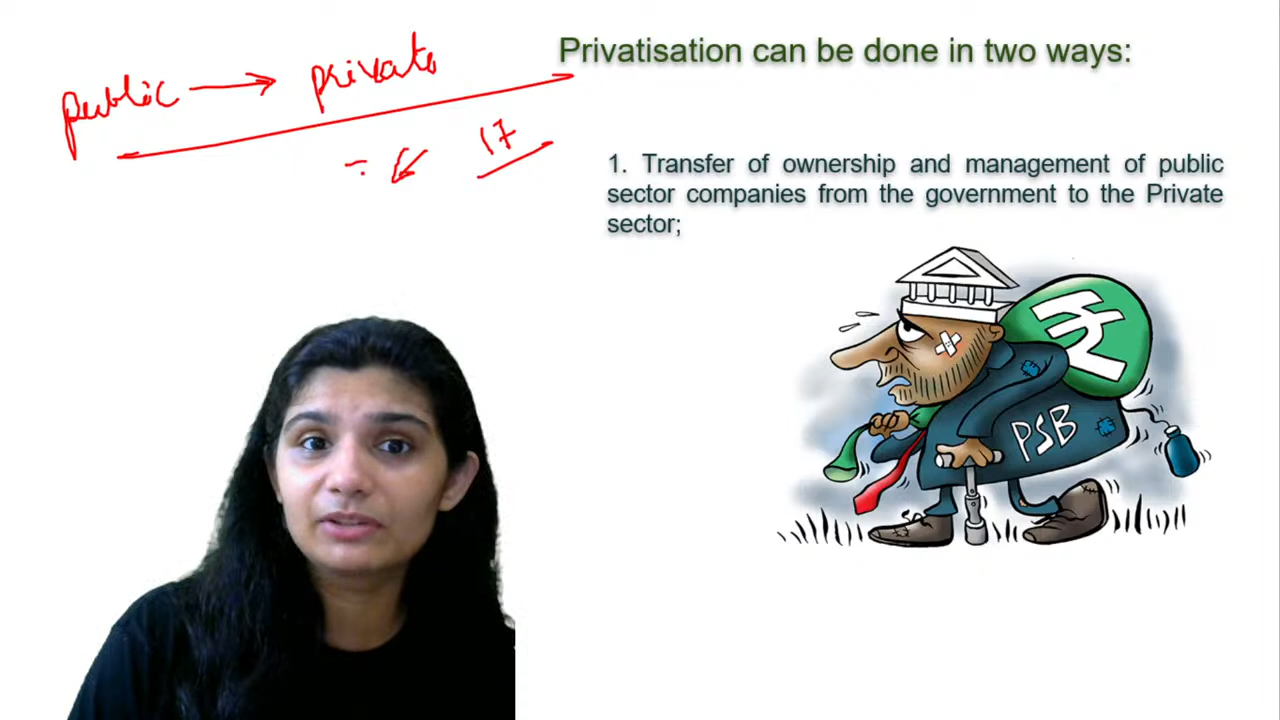 public → private
17
Privatisation can be done in two ways:
1. Transfer of ownership and management of public
sector companies from the government to the Private
sector;
₹
PSB